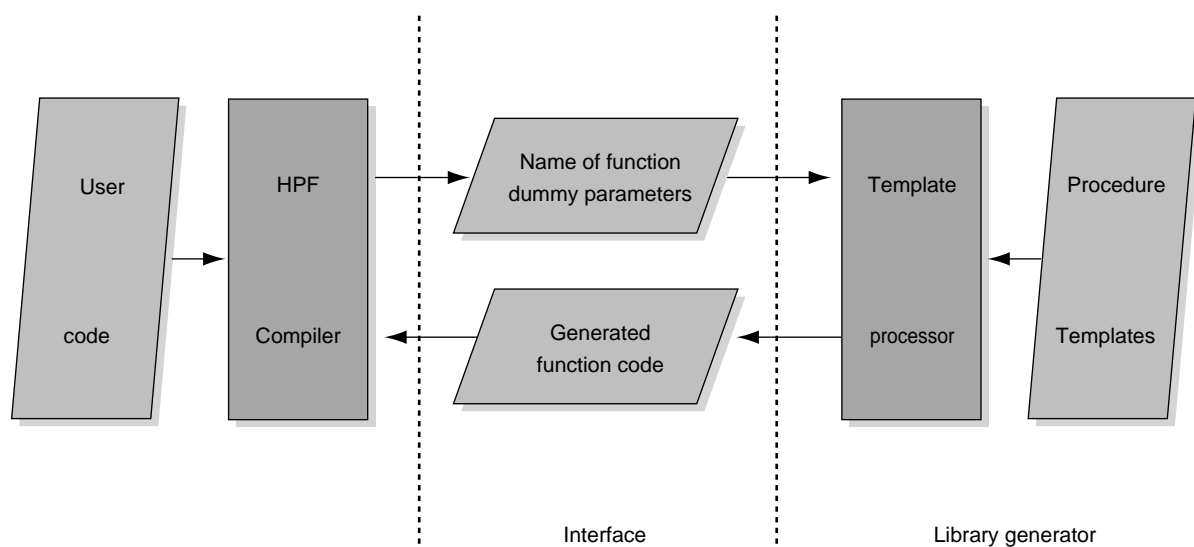 User
code
HPF
Compiler
Name of function
dummy parameters
Generated
function code
Template
processor
Procedure
Templates
Interface
Library generator